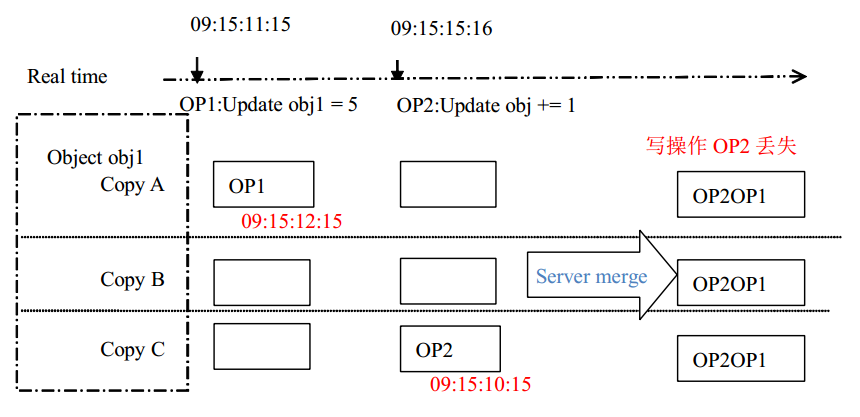 09:15:11:15
09:15:15:16
Real time
OP1:Update obj1 = 5
OP2:Update obj += 1
Object obj1
写操作 OP2 丢失
Copy A
OP1
OP2OP1
09:15:12:15
Copy B
Server merge
OP2OP1
Copy C
OP2
OP2OP1
09:15:10:15